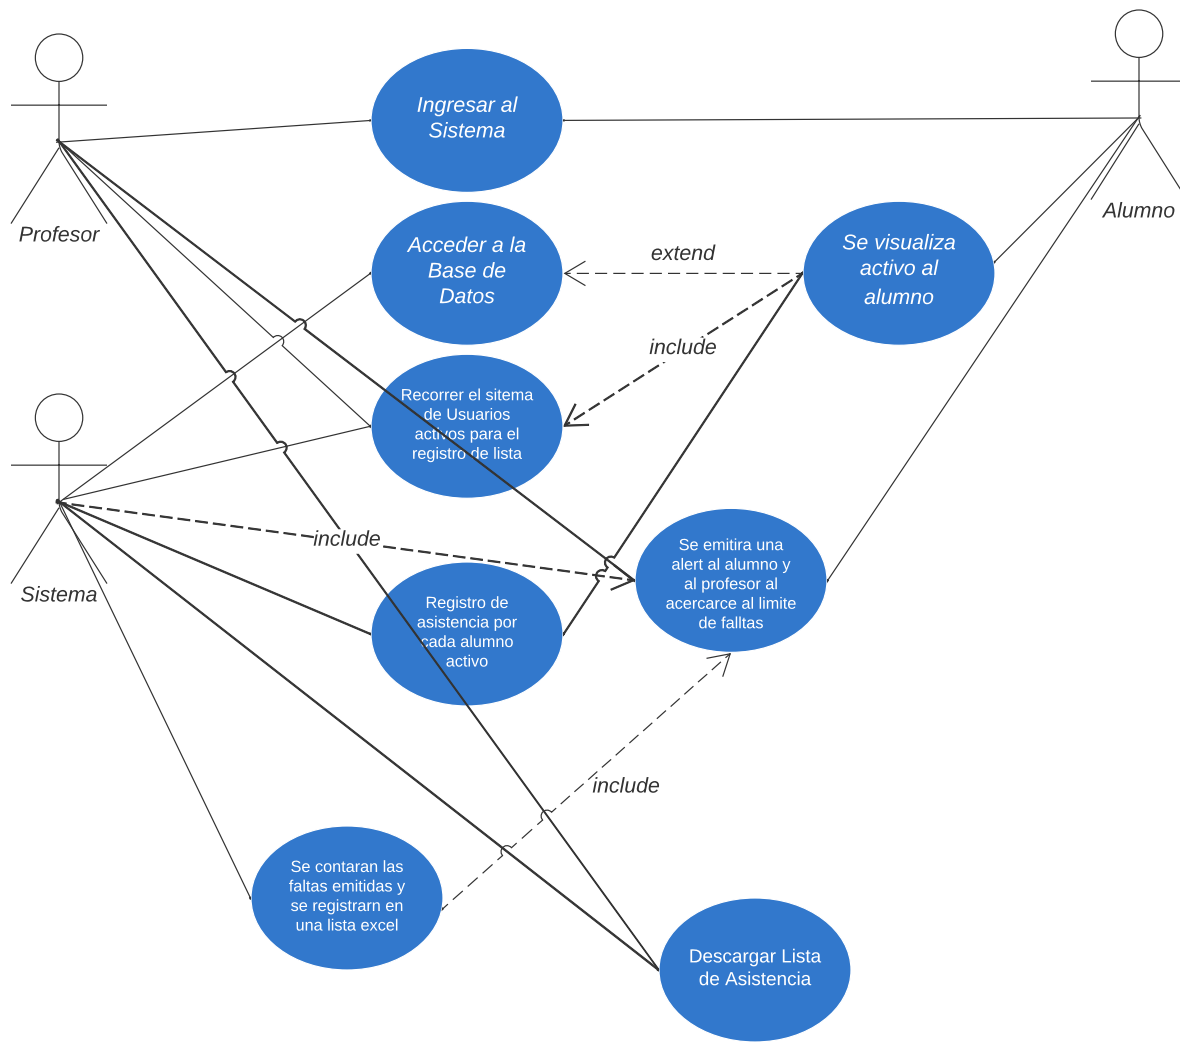 Ingresar al
Sistema
Profesor
Alumno
Acceder a la
Base de
Datos
extend
Se visualiza
activo al
alumno
include
Recorrer el sitema
de Usuarios
activos para el
registro de lista
include
Sistema
Se emitira una
alert al alumno y
al profesor al
acercarce al limite
de falltas
Registro de
asistencia por
cada alumno
activo
include
Se contaran las
faltas emitidas y
se registrarn en
una lista excel
Descargar Lista
de Asistencia